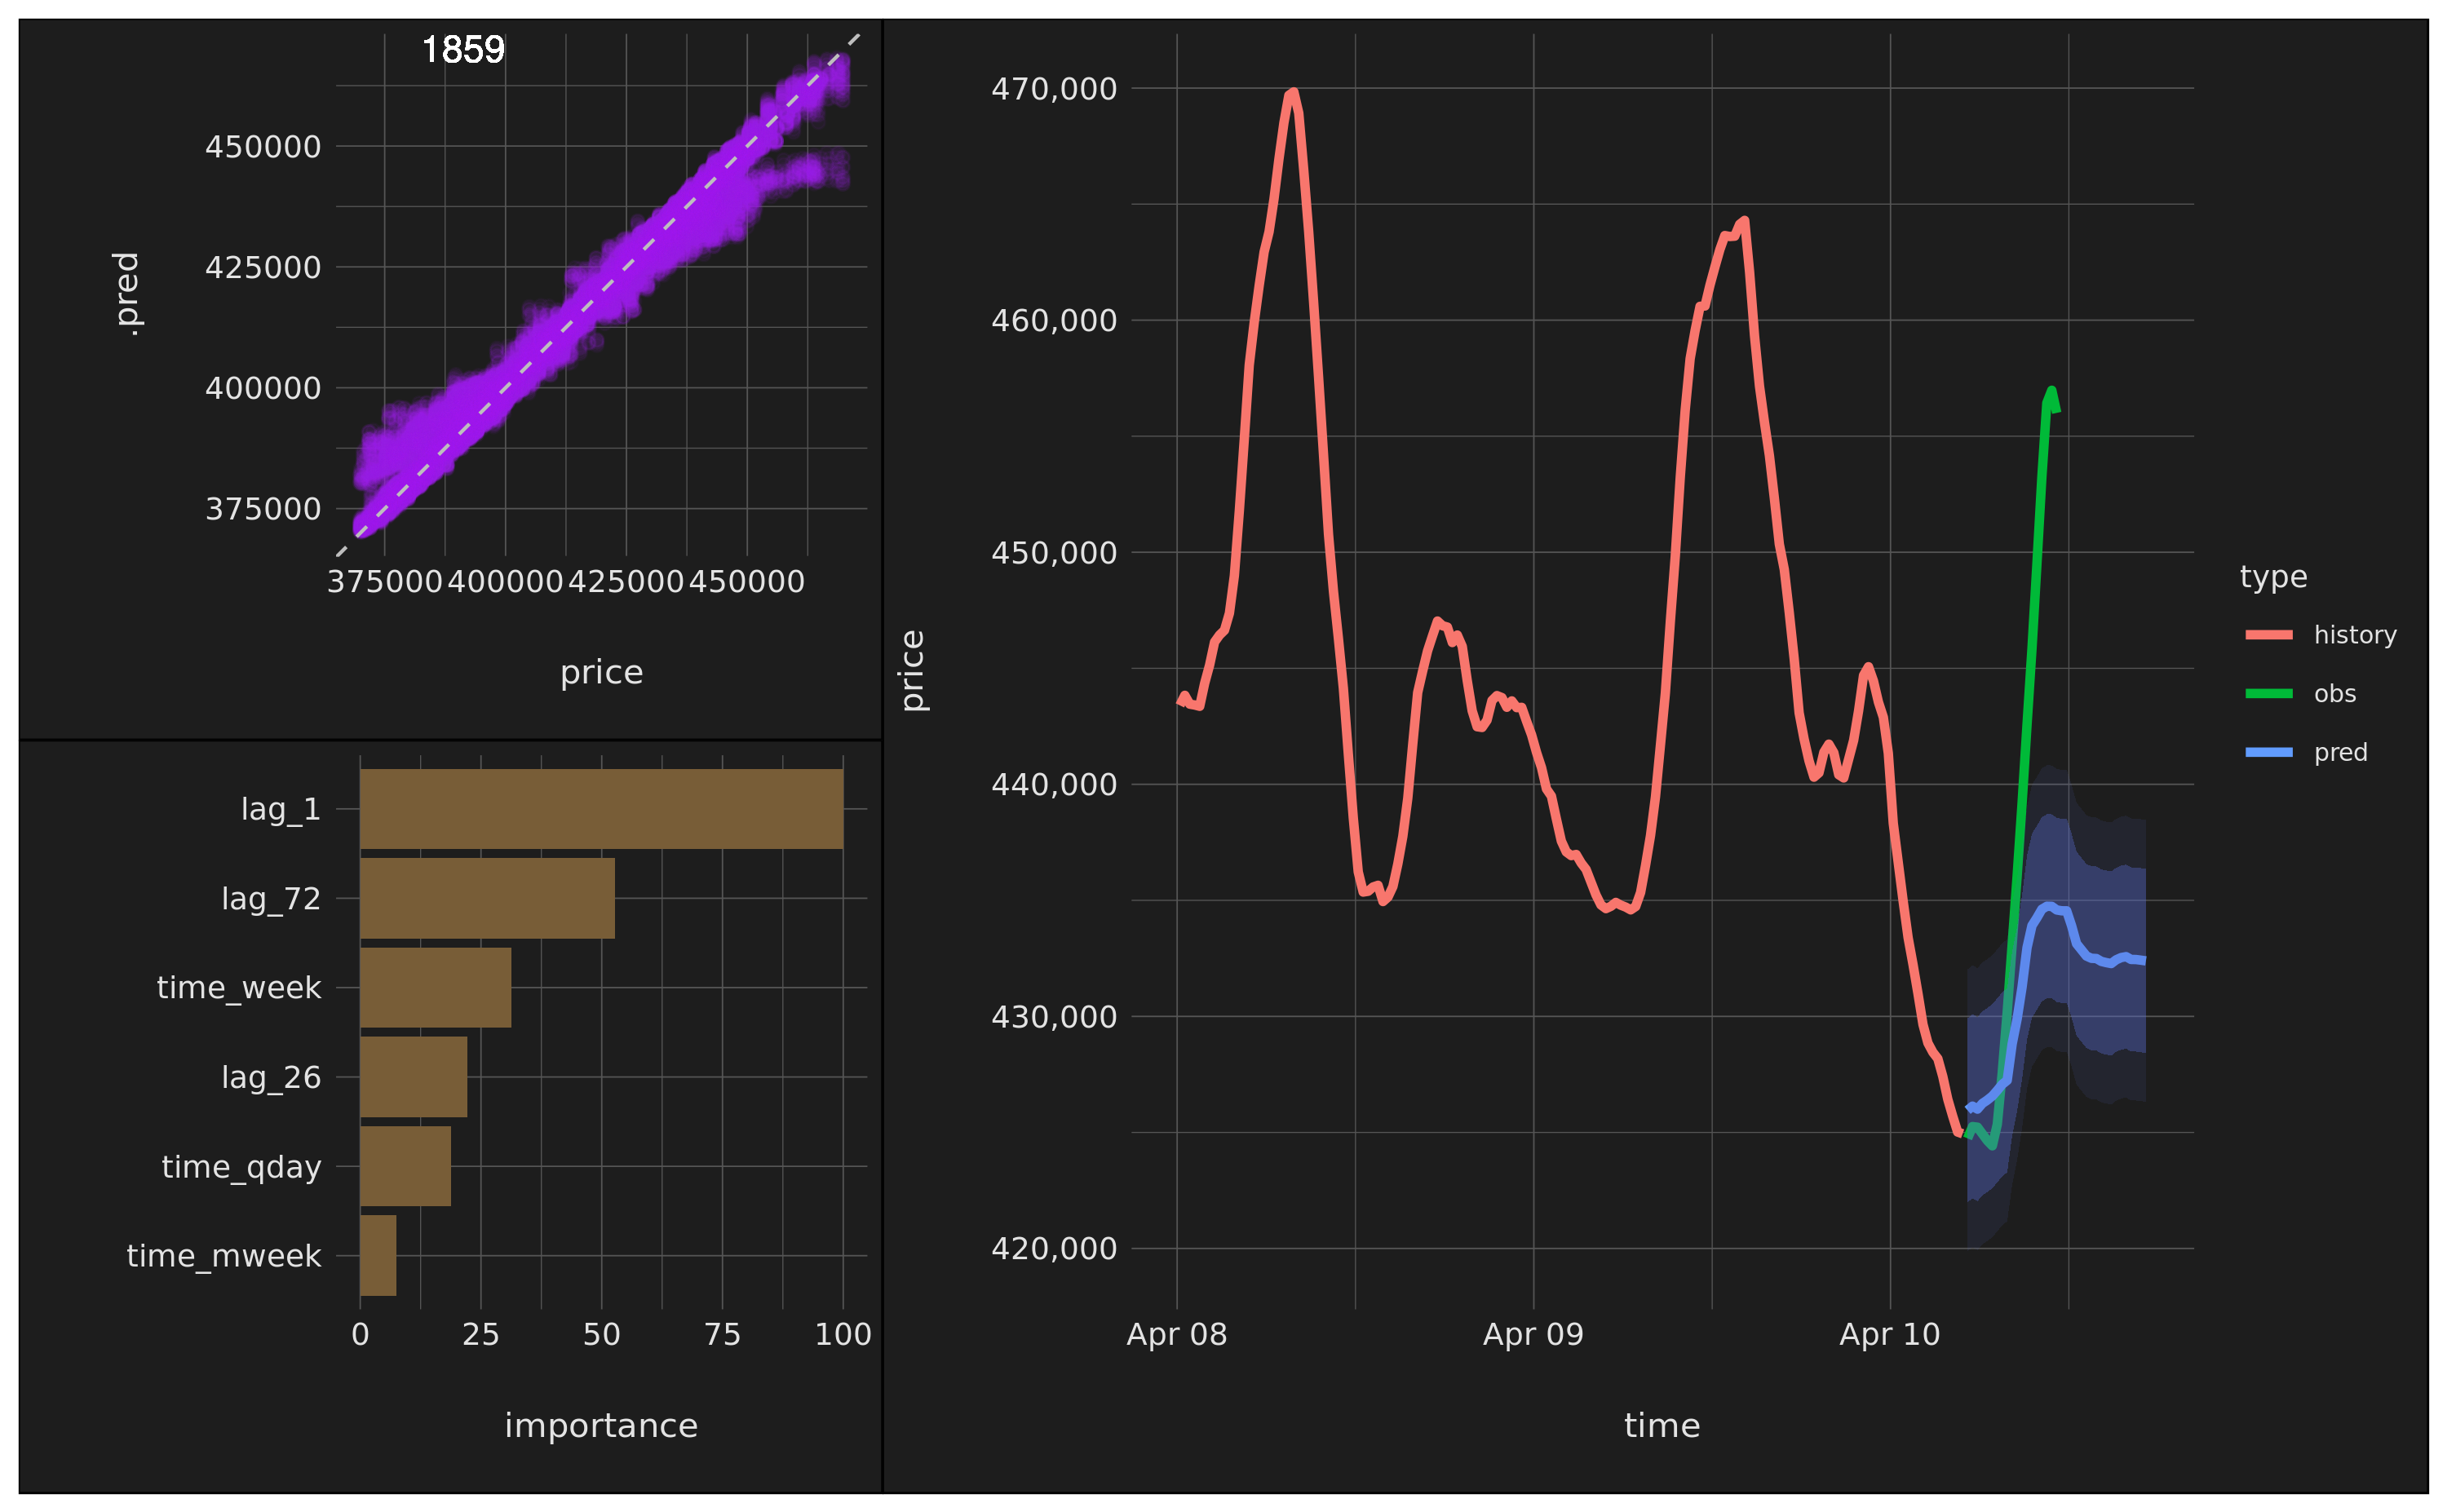 1859
450000
425000
400000
375000
.pred
375000 400000 425000 450000
price
lag_1
lag_72
time_week
lag_26
time_qday
time_mweek
0 25 50 75 100
importance
470,000
460,000
450,000
440,000
430,000
420,000
price
Apr 08 Apr 09 Apr 10
time
type
history
obs
pred